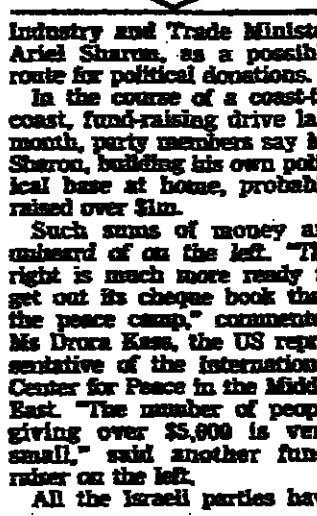 Industry and Trade Ministe
Ariel Sharon, as a possib
route for political donations.
In the course of a coast-t
coast, fund-raising drive la
month, party members say M
Sharon, building his own poli
ical base at home, probab
raised over $1m.
Such sums of money a
unheard of on the left. "Th
right is much more ready t
get out its cheque book tha
the peace camp," comment
Ms Drora Kass, the US repr
sentative of the Internation
Center for Peace in the Midd
East. "The number of peop
giving over $5,000 is ver
small," said another fun
raiser on the left.
All the Israeli parties hav